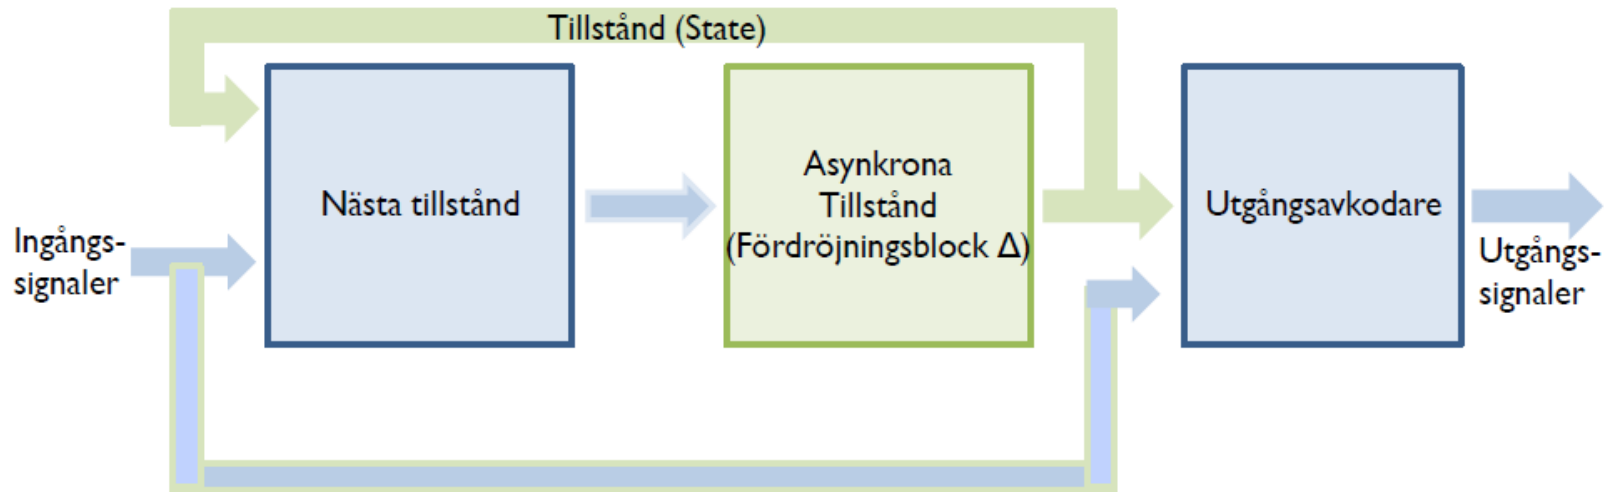 Tillstånd (State)
Ingångs-
signaler
Nästa tillstånd
Asynkrona
Tillstånd
(Fördröjningsblock Δ)
Utgångsavkodare
Utgångs-
signaler